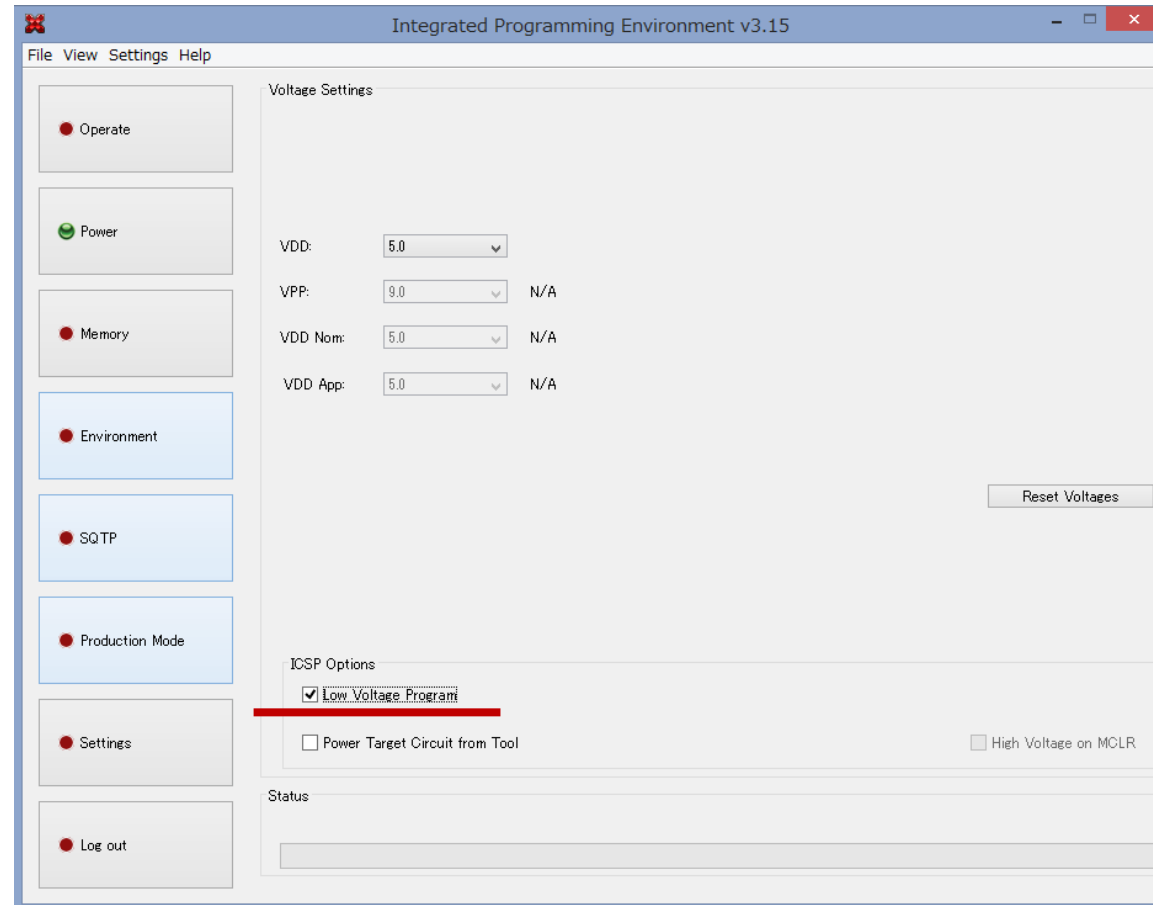 Integrated Programming Environment v3.15
File View Settings Help
Operate
Power
Memory
Environment
SQTP
Production Mode
Settings
Log out
Voltage Settings
VDD: 5.0
VPP: 9.0 N/A
VDD Nom: 5.0 N/A
VDD App: 5.0 N/A
Reset Voltages
ICSP Options
Low Voltage Program
Power Target Circuit from Tool High Voltage on MCLR
Status